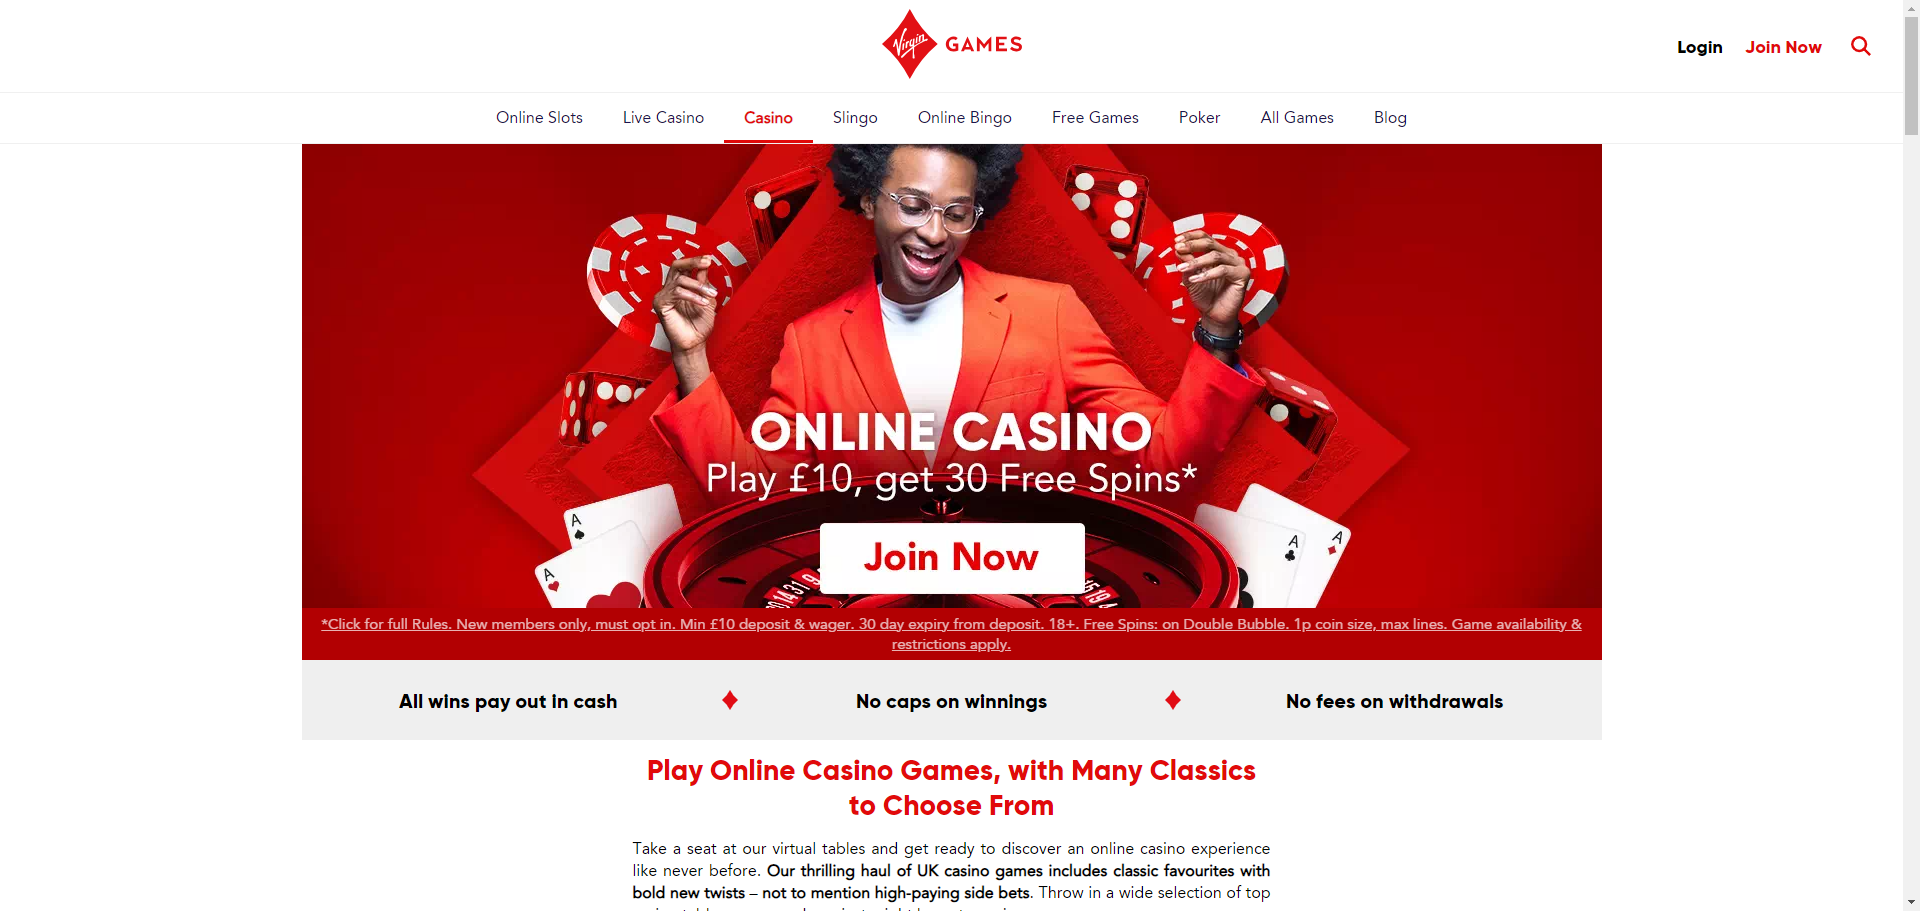 Virgin GAMES
Login
Join Now
Online Slots
Live Casino
Casino
Slingo
Online Bingo
Free Games
Poker
All Games
Blog
ONLINE CASINO
Play £10, get 30 Free Spins*
Join Now
*Click for full Rules. New members only, must opt in. Min £10 deposit & wager. 30 day expiry from deposit. 18+. Free Spins: on Double Bubble. 1p coin size, max lines. Game availability &
restrictions apply.
All wins pay out in cash
No caps on winnings
No fees on withdrawals
Play Online Casino Games, with Many Classics
to Choose From
Take a seat at our virtual tables and get ready to discover an online casino experience
like never before. Our thrilling haul of UK casino games includes classic favourites with
bold new twists – not to mention high-paying side bets. Throw in a wide selection of top